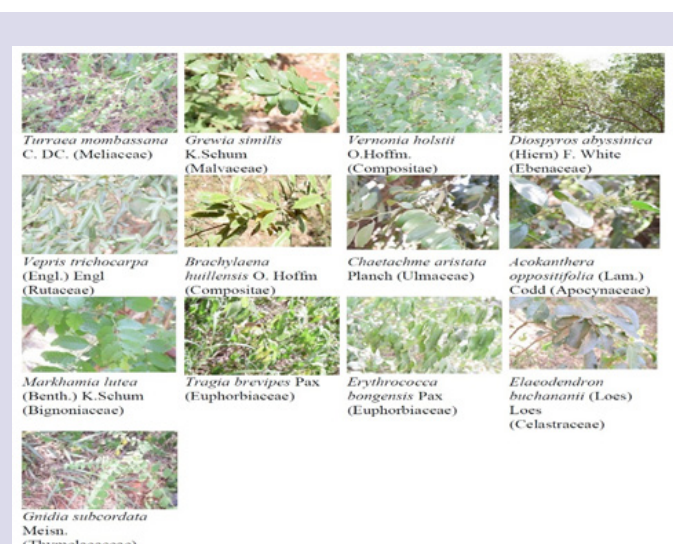 Turraea mombassana
C. DC. (Meliaceae)
Grewia similis
K.Schum
(Malvaceae)
Vernonia holstii
O.Hoffm.
(Compositae)
Diospyros abyssinica
(Hiern) F. White
(Ebenaceae)
Vepris trichocarpa
(Engl.) Engl
(Rutaceae)
Brachylaena
huillensis O. Hoffm
(Compositae)
Chaetachme aristata
Planch (Ulmaceae)
Acokanthera
oppositifolia (Lam.)
Codd (Apocynaceae)
Markhamia lutea
(Benth.) K.Schum
(Bignoniaceae)
Tragia brevipes Pax
(Euphorbiaceae)
Erythrococca
bongensis Pax
(Euphorbiaceae)
Elaeodendron
buchananii (Loes)
Loes
(Celastraceae)
Gnidia subcordata
Meisn.